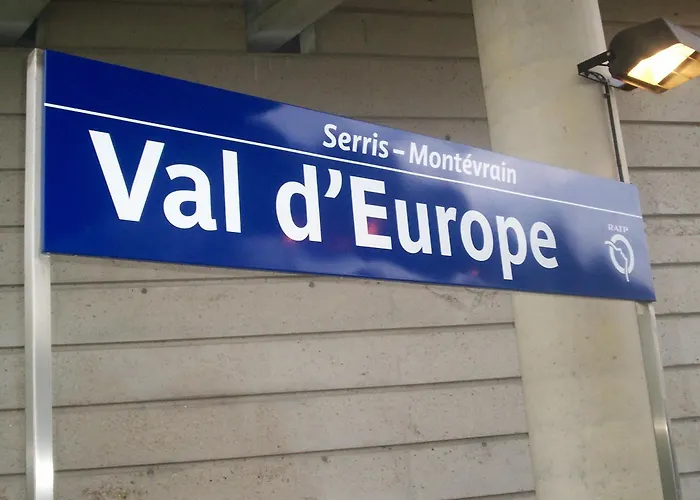 Serris – Montévrain
Val d'Europe
RATP